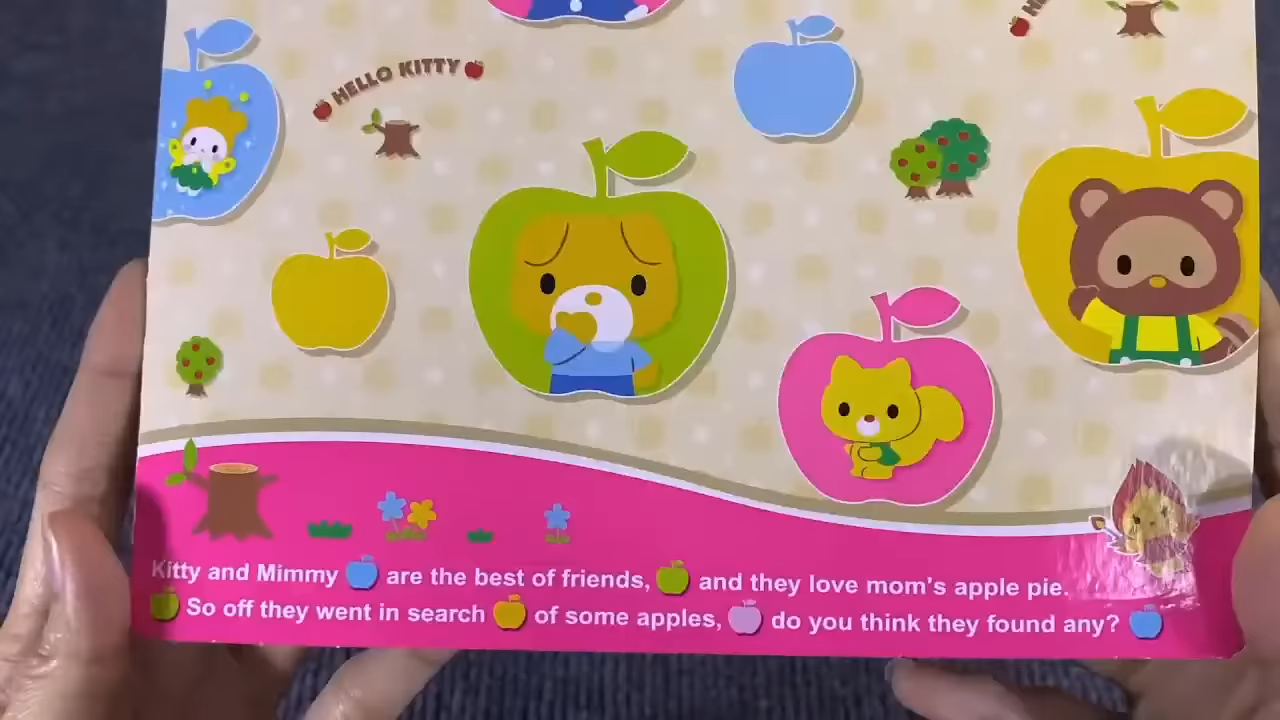 HELLO KITTY
HE
Kitty and Mimmy are the best of friends, and they love mom's apple pie.
So off they went in search of some apples, do you think they found any?